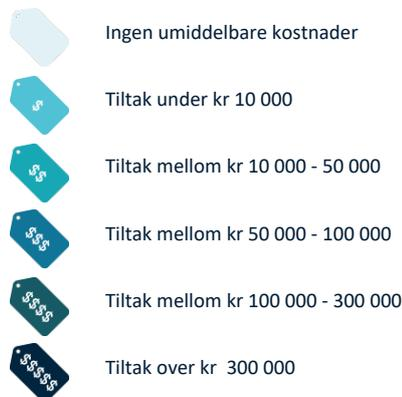 Ingen umiddelbare kostnader
$
Tiltak under kr 10 000
$$
Tiltak mellom kr 10 000 - 50 000
$$$
Tiltak mellom kr 50 000 - 100 000
$$$$
Tiltak mellom kr 100 000 - 300 000
$$$$$
Tiltak over kr  300 000